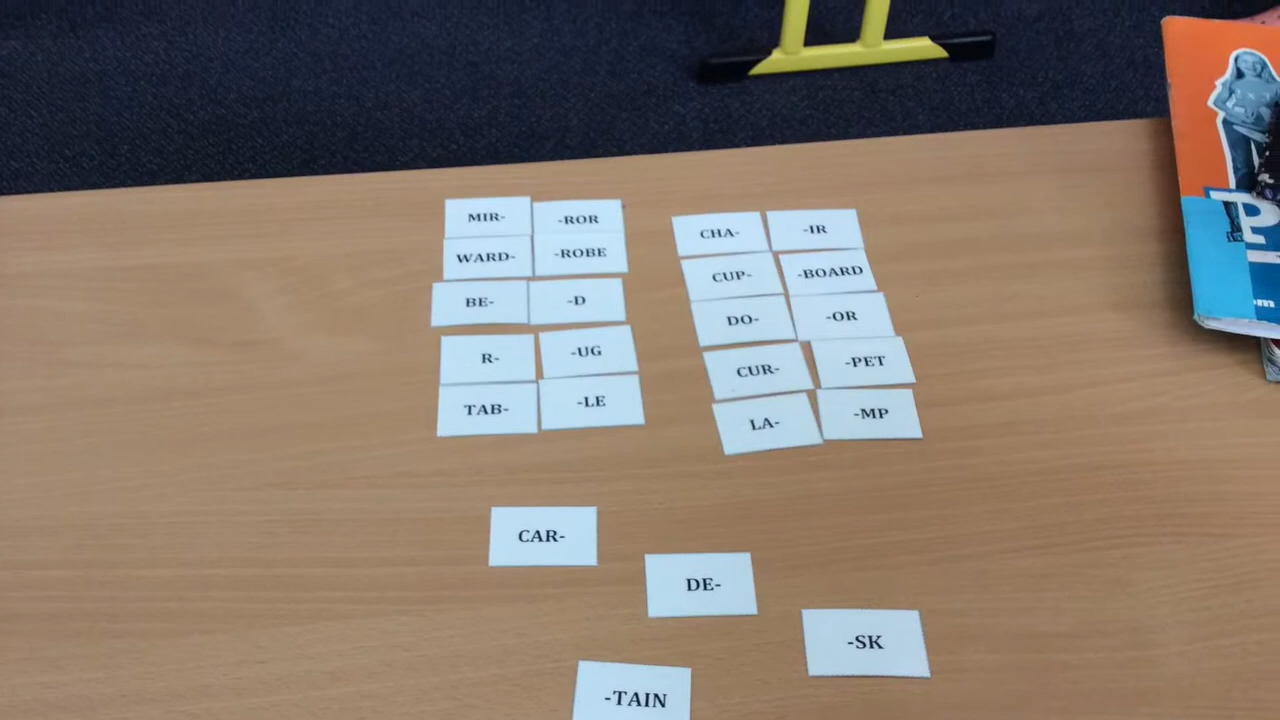 MIR- -ROR
WARD- -ROBE
BE- -D
R- -UG
TAB- -LE
CHA- -IR
CUP- -BOARD
DO- -OR
CUR- -PET
LA- -MP
CAR-
DE-
-SK
-TAIN
P
om